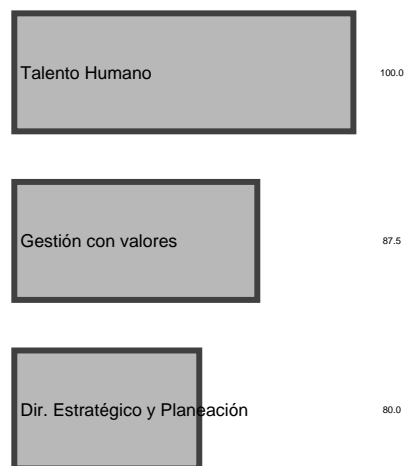 Talento Humano 100.0
Gestión con valores 87.5
Dir. Estratégico y Planeación 80.0